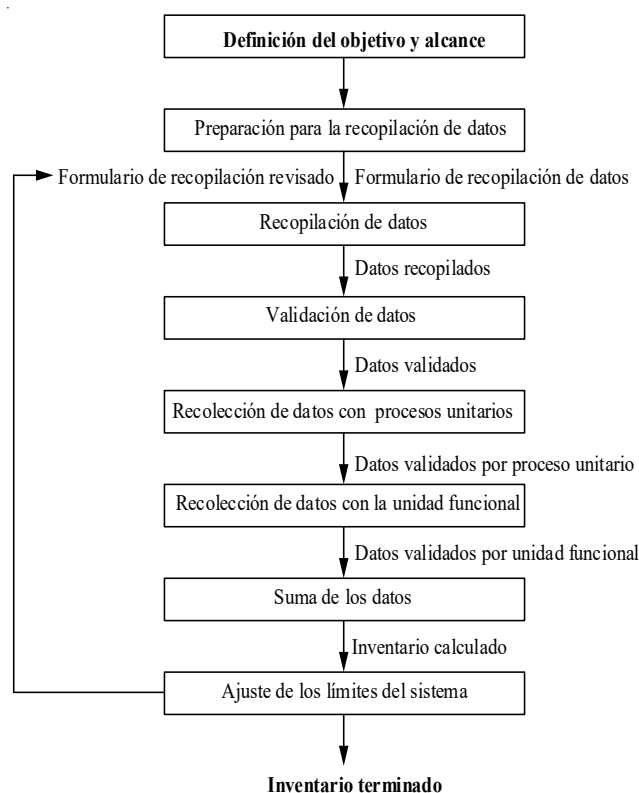 Definición del objetivo y alcance
Preparación para la recopilación de datos
Formulario de recopilación revisado
Formulario de recopilación de datos
Recopilación de datos
Datos recopilados
Validación de datos
Datos validados
Recolección de datos con procesos unitarios
Datos validados por proceso unitario
Recolección de datos con la unidad funcional
Datos validados por unidad funcional
Suma de los datos
Inventario calculado
Ajuste de los límites del sistema
Inventario terminado